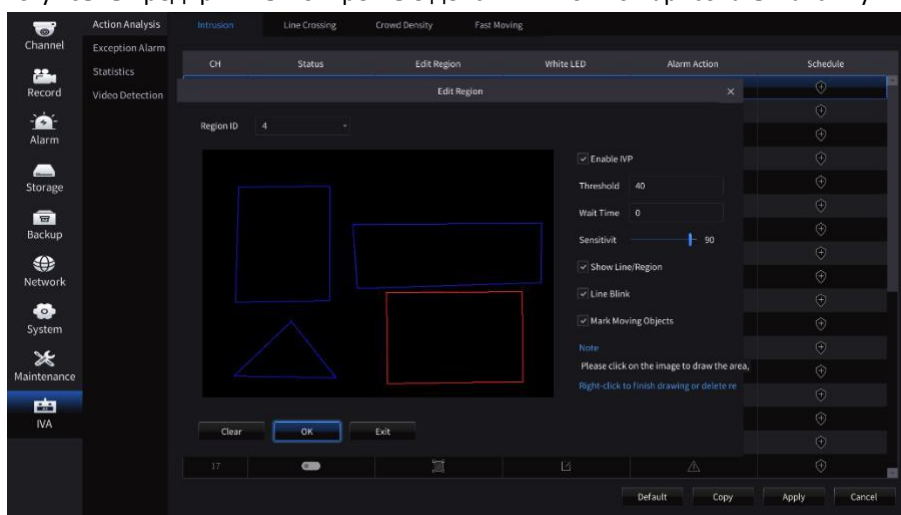 Action Analysis
Intrusion Line Crossing Crowd Density Fast Moving
Channel
Exception Alarm
CH Status Edit Region White LED Alarm Action Schedule
Statistics
Record
Video Detection
Edit Region
Region ID 4
Alarm
Enable IVP
Storage
Threshold 40
Wait Time 0
Backup
Sensitivit 90
Show Line/Region
Network
Line Blink
System
Mark Moving Objects
Note
Please click on the image to draw the area,
Maintenance
Right-click to finish drawing or delete re
IVA
Clear OK Exit
17
Default Copy Apply Cancel